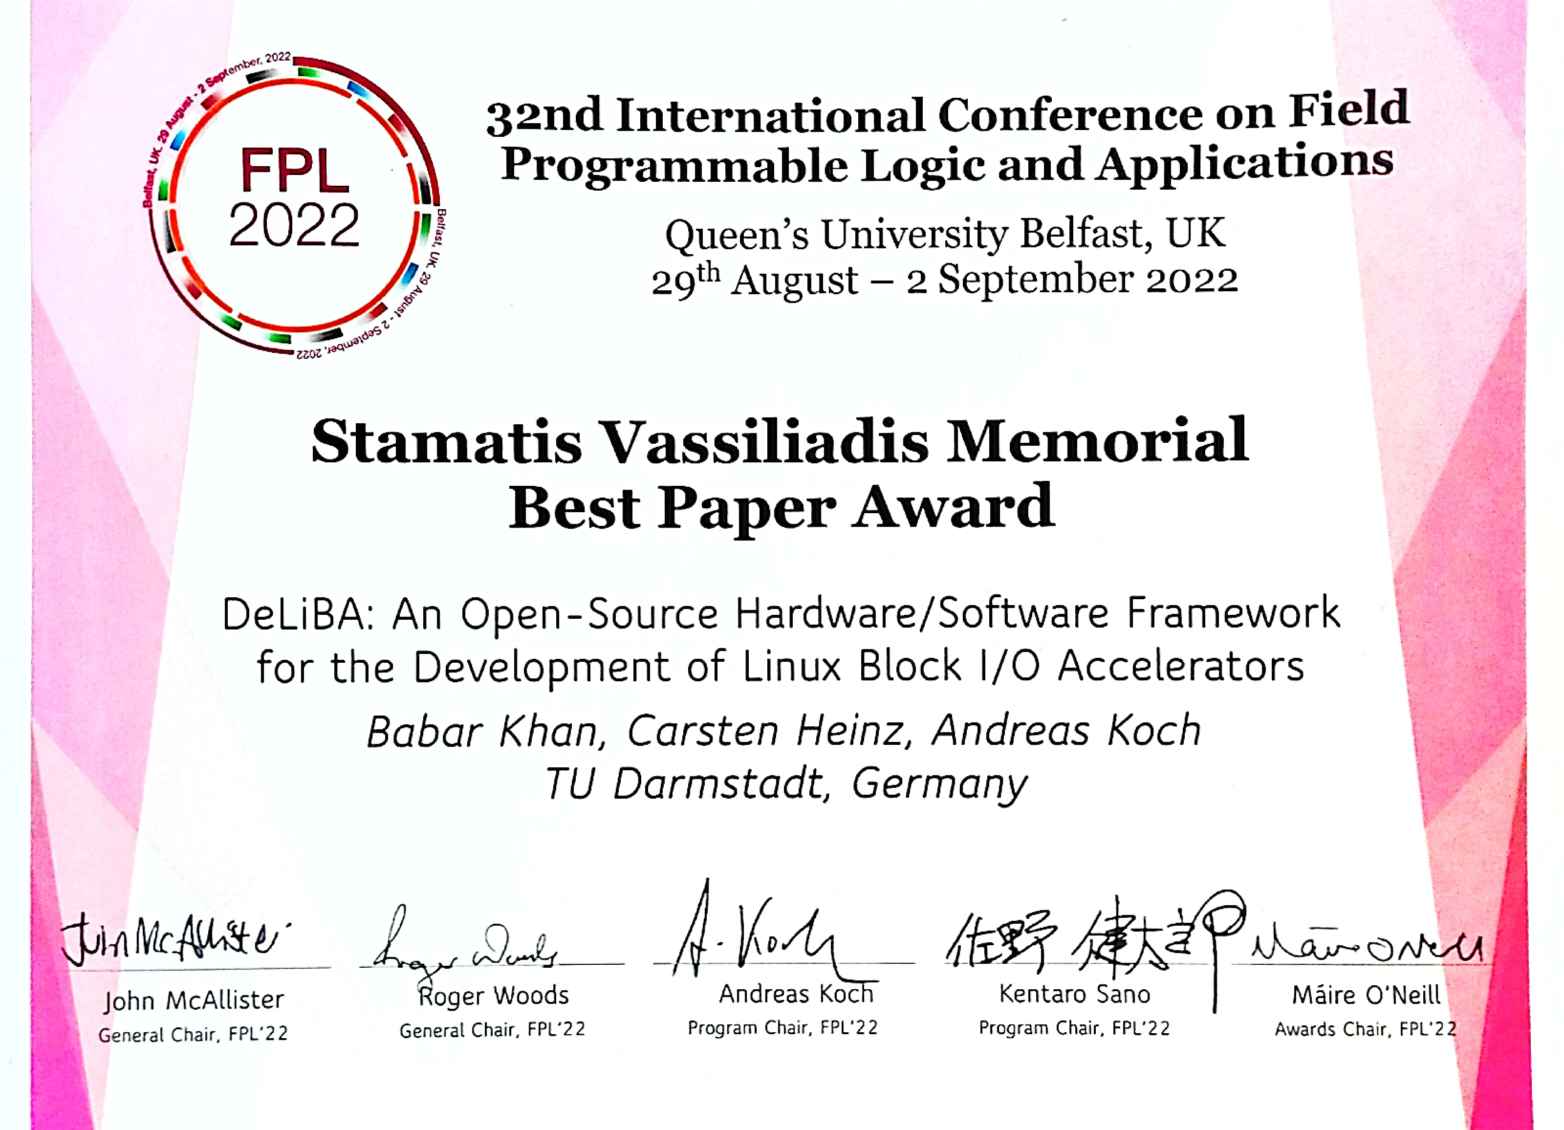 Belfast, UK. 29 August - 2 September, 2022
FPL
2022
Belfast, UK. 29 August - 2 September, 2022
32nd International Conference on Field
Programmable Logic and Applications
Queen’s University Belfast, UK
29th August – 2 September 2022
Stamatis Vassiliadis Memorial
Best Paper Award
DeLiBA: An Open-Source Hardware/Software Framework
for the Development of Linux Block I/O Accelerators
Babar Khan, Carsten Heinz, Andreas Koch
TU Darmstadt, Germany
John McAllister Roger Woods A. Koch 佐野 健太郎 Máire O Neill
John McAllister Roger Woods Andreas Koch Kentaro Sano Máire O'Neill
General Chair, FPL'22 General Chair, FPL'22 Program Chair, FPL'22 Program Chair, FPL'22 Awards Chair, FPL'22